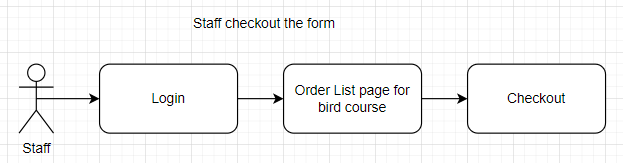 Staff checkout the form
Login
Order List page for
bird course
Checkout
Staff